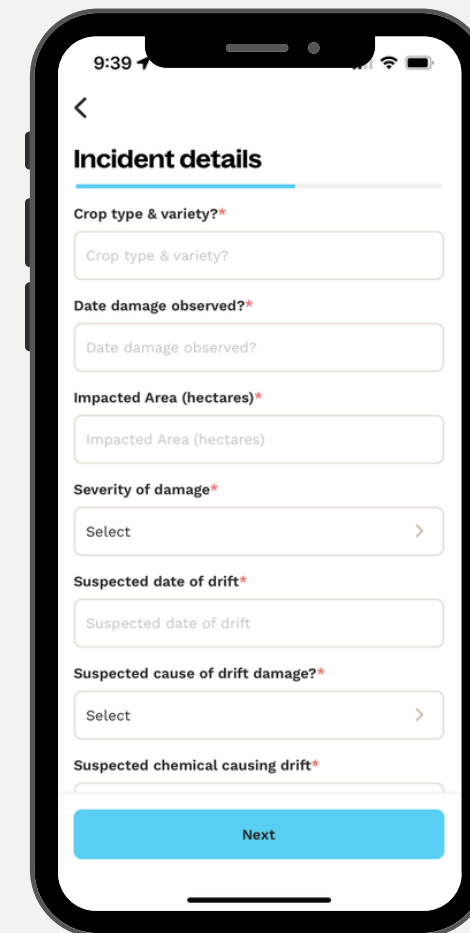 9:39
Incident details
Crop type & variety?*
Crop type & variety?
Date damage observed?*
Date damage observed?
Impacted Area (hectares)*
Impacted Area (hectares)
Severity of damage*
Select
Suspected date of drift*
Suspected date of drift
Suspected cause of drift damage?*
Select
Suspected chemical causing drift*
Next